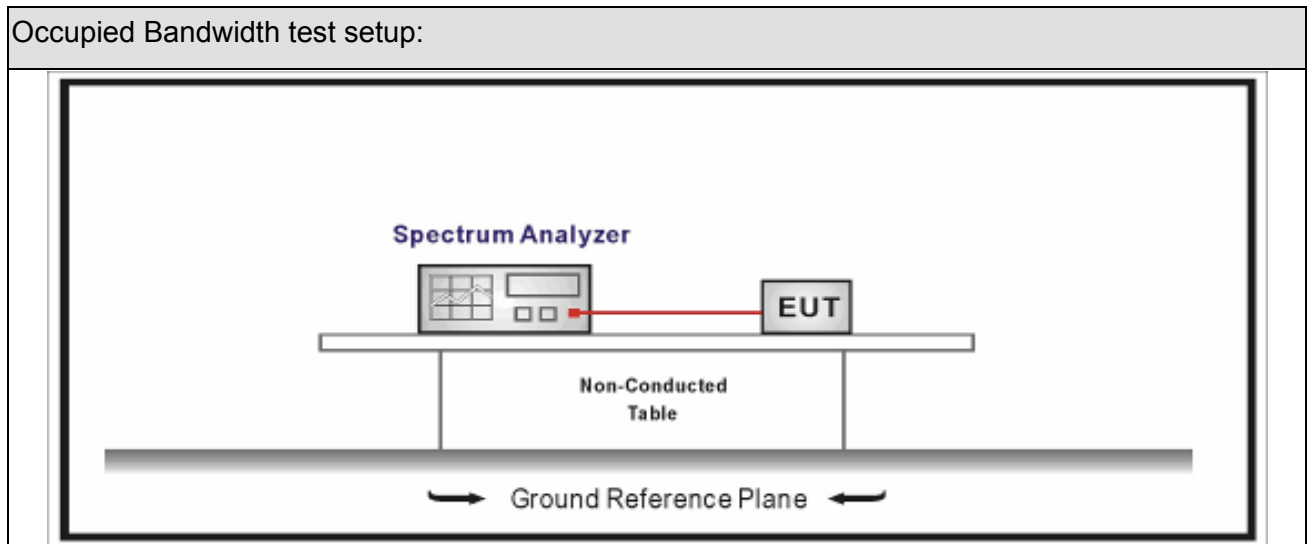 Occupied Bandwidth test setup:
Spectrum Analyzer
EUT
Non-Conducted
Table
Ground Reference Plane